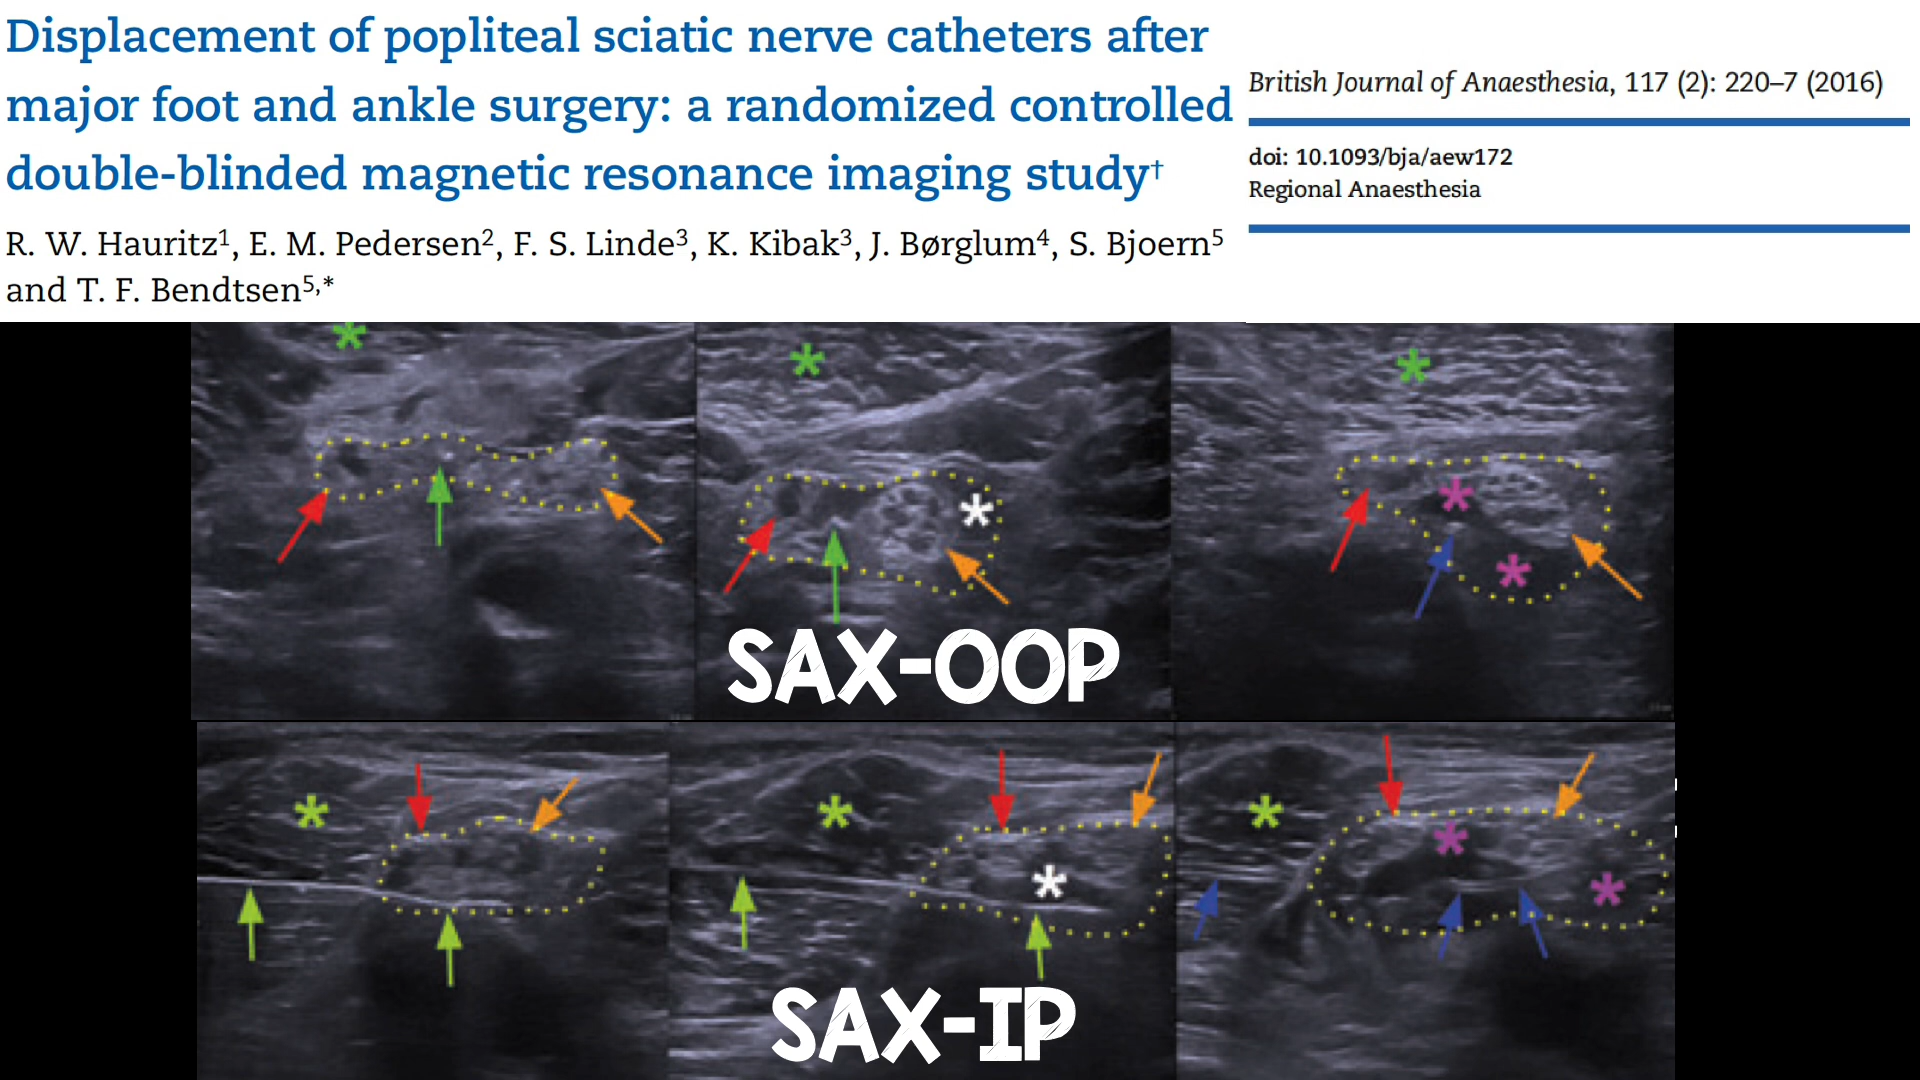 Displacement of popliteal sciatic nerve catheters after
major foot and ankle surgery: a randomized controlled
double-blinded magnetic resonance imaging study†
R. W. Hauritz1, E. M. Pedersen2, F. S. Linde3, K. Kibak3, J. Børglum4, S. Bjoern5
and T. F. Bendtsen5,*
British Journal of Anaesthesia, 117 (2): 220–7 (2016)
doi: 10.1093/bja/aew172
Regional Anaesthesia
SAX-OOP
SAX-IP